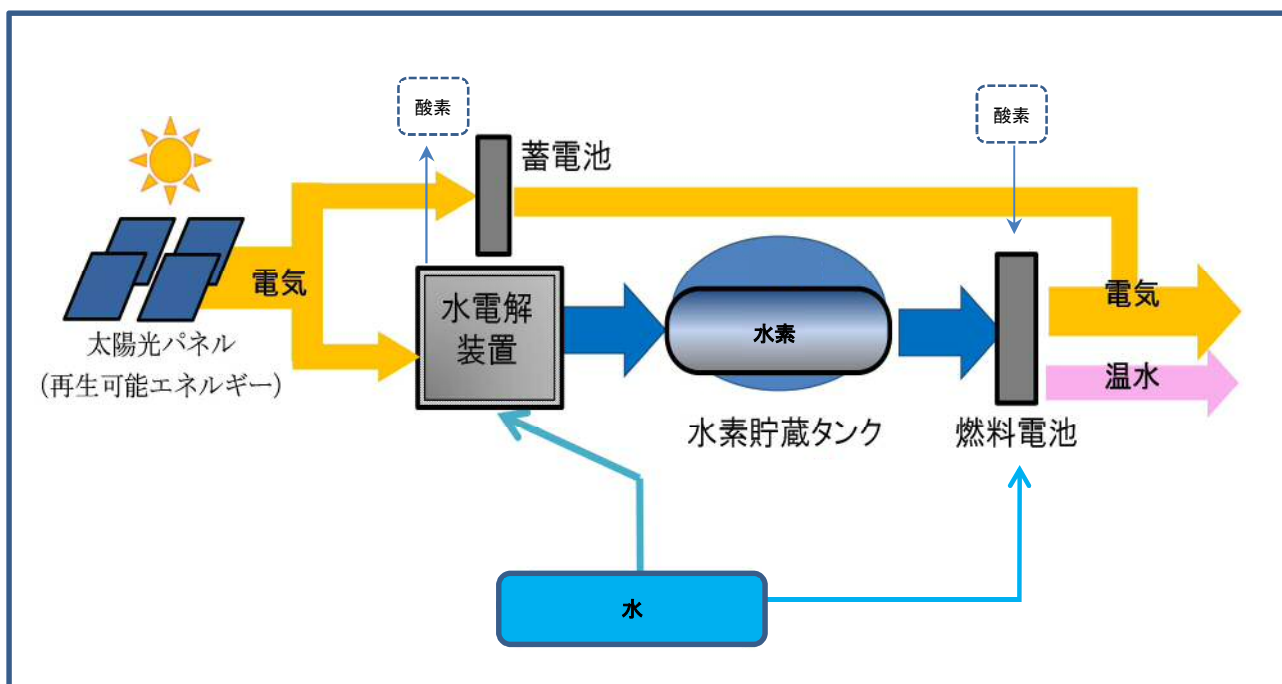 酸素
酸素
蓄電池
電気
水電解
装置
水素
電気
温水
太陽光パネル
(再生可能エネルギー)
水素貯蔵タンク
燃料電池
水